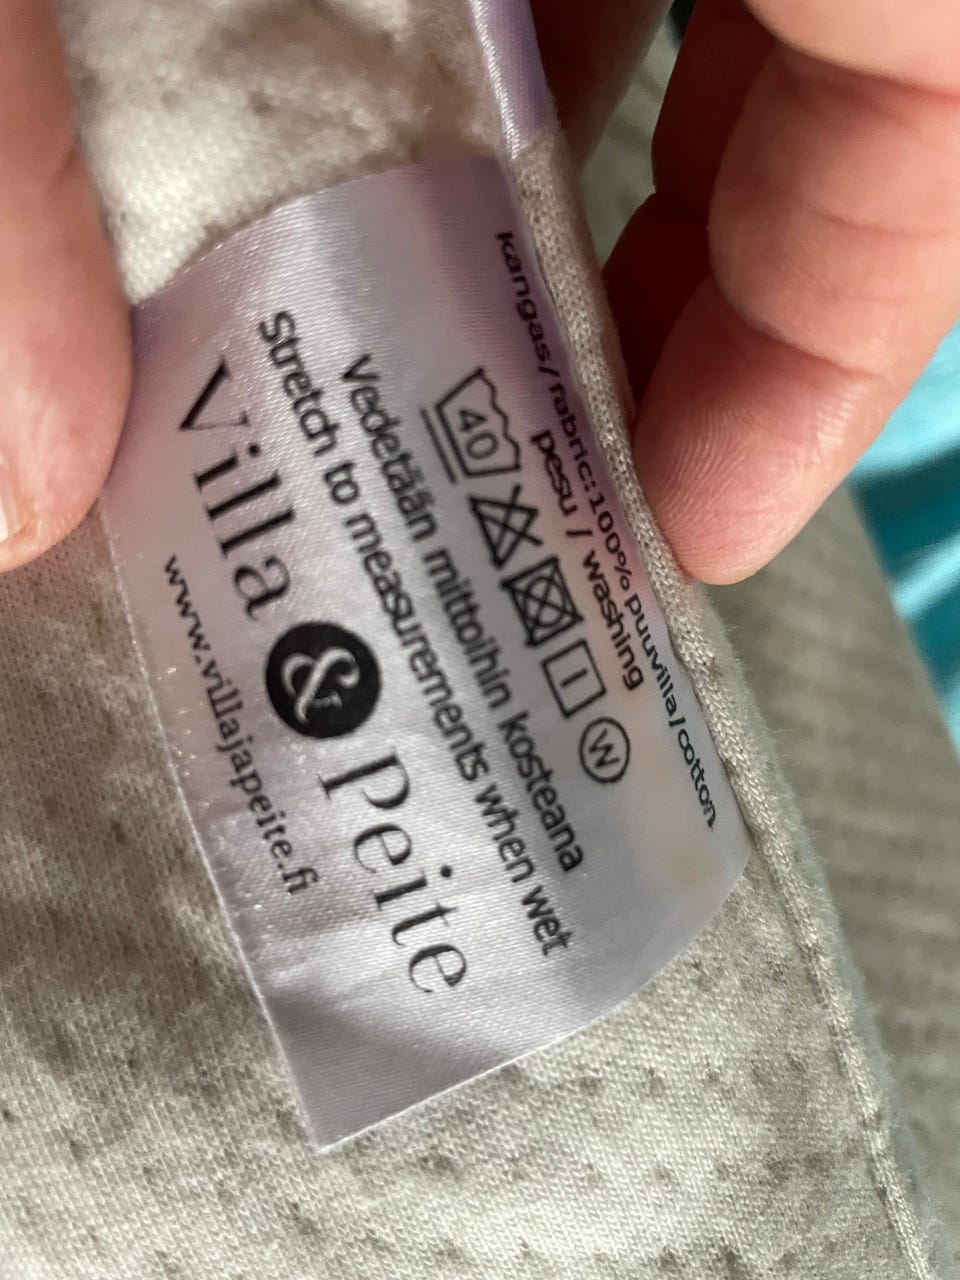 kangas/fabric:100% puuvilla/cotton
pesu / washing
40 W
Vedetään mittoihin kosteana
Stretch to measurements when wet
Villa & Peite
www.villajapeite.fi